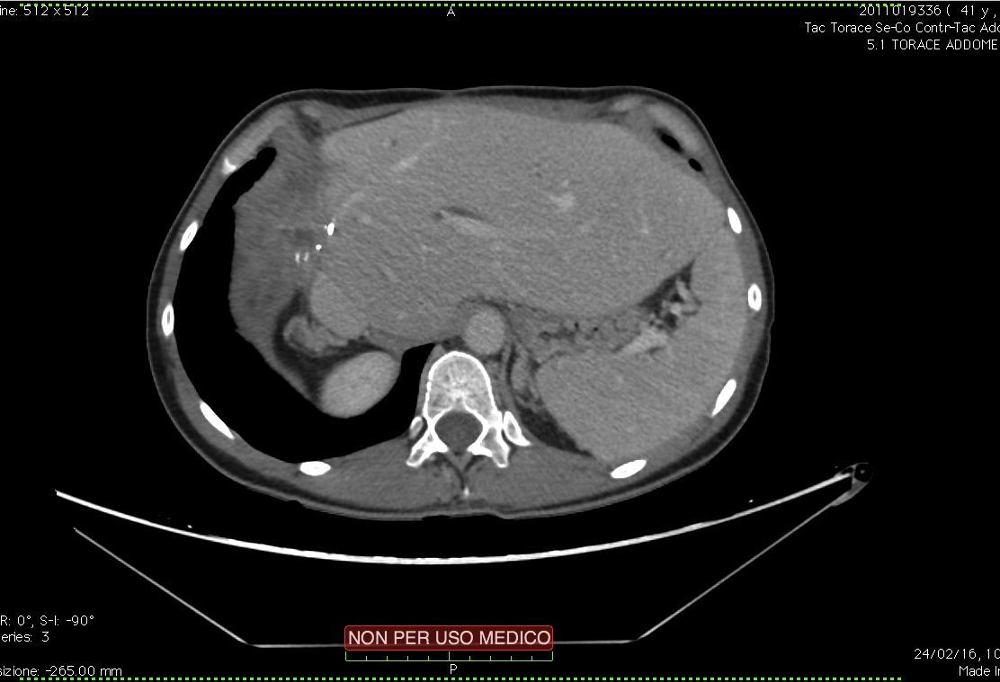 ine: 512 x 512
A
2011019336 ( 41 y ,
Tac Torace Se-Co Contr-Tac Add
5.1 TORACE ADDOME
R: 0°, S-I: -90°
eries: 3
sizione: -265.00 mm
NON PER USO MEDICO
P
24/02/16, 10
Made In